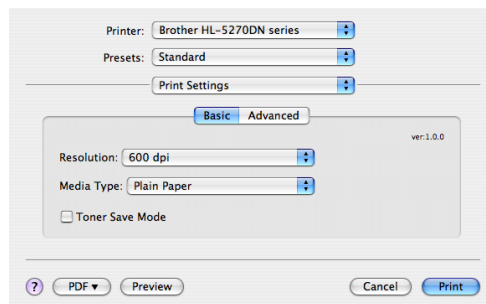 Printer: Brother HL-5270DN series
Presets: Standard
Print Settings
Basic Advanced
ver:1.0.0
Resolution: 600 dpi
Media Type: Plain Paper
Toner Save Mode
? PDF ▾ Preview Cancel Print